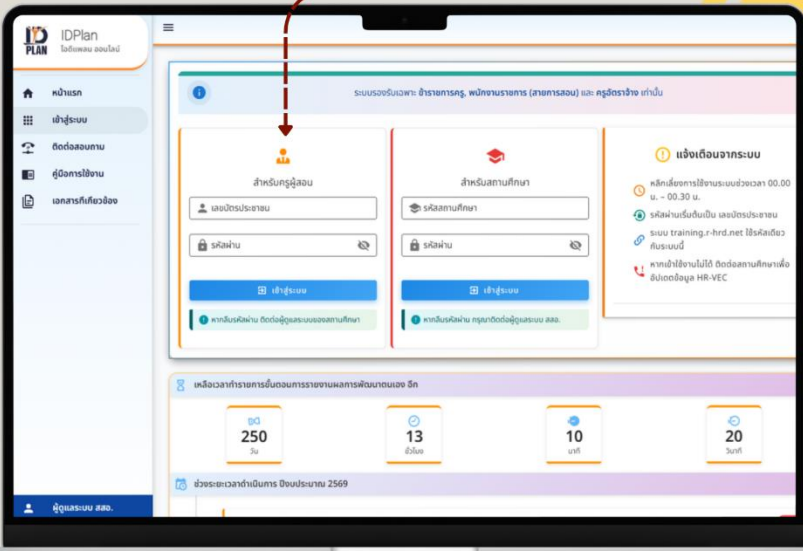 IDPlan
ไอดีแพลน ออนไลน์
ID
PLAN
หน้าแรก
เข้าสู่ระบบ
ติดต่อสอบถาม
คู่มือการใช้งาน
เอกสารที่เกี่ยวข้อง
ผู้ดูแลระบบ สสอ.
ระบบรองรับเฉพาะ ข้าราชการครู, พนักงานราชการ (สายการสอน) และ ครูอัตราจ้าง เท่านั้น
สำหรับครูผู้สอน
เลขบัตรประชาชน
รหัสผ่าน
เข้าสู่ระบบ
หากลืมรหัสผ่าน ติดต่อผู้ดูแลระบบของสถานศึกษา
สำหรับสถานศึกษา
รหัสสถานศึกษา
รหัสผ่าน
เข้าสู่ระบบ
หากลืมรหัสผ่าน กรุณาติดต่อผู้ดูแลระบบ สสอ.
แจ้งเตือนจากระบบ
หลีกเลี่ยงการใช้งานระบบช่วงเวลา 00.00
น. - 00.30 น.
รหัสผ่านเริ่มต้นเป็น เลขบัตรประชาชน
ระบบ training.r-hrd.net ใช้รหัสเดียว
กับระบบนี้
หากเข้าใช้งานไม่ได้ ติดต่อสถานศึกษาเพื่อ
อัปเดตข้อมูล HR-VEC
เหลือเวลาทำรายการขั้นตอนการรายงานผลการพัฒนาตนเอง อีก
250
วัน
13
ชั่วโมง
10
นาที
20
วินาที
ช่วงระยะเวลาดำเนินการ ปีงบประมาณ 2569